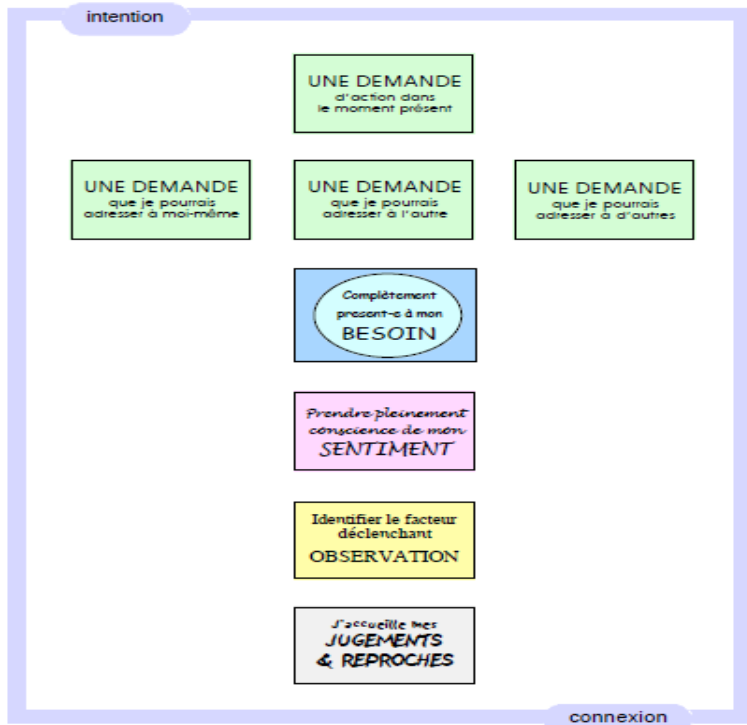 intention
UNE DEMANDE
d'action dans
le moment présent
UNE DEMANDE
que je pourrais
adresser à moi-même
UNE DEMANDE
que je pourrais
adresser à l'autre
UNE DEMANDE
que je pourrais
adresser à d'autres
Complètement
present-e à mon
BESOIN
Prendre pleinement
conscience de mon
SENTIMENT
Identifier le facteur
déclenchant
OBSERVATION
J'accueille mes
JUGEMENTS
& REPROCHES
connexion